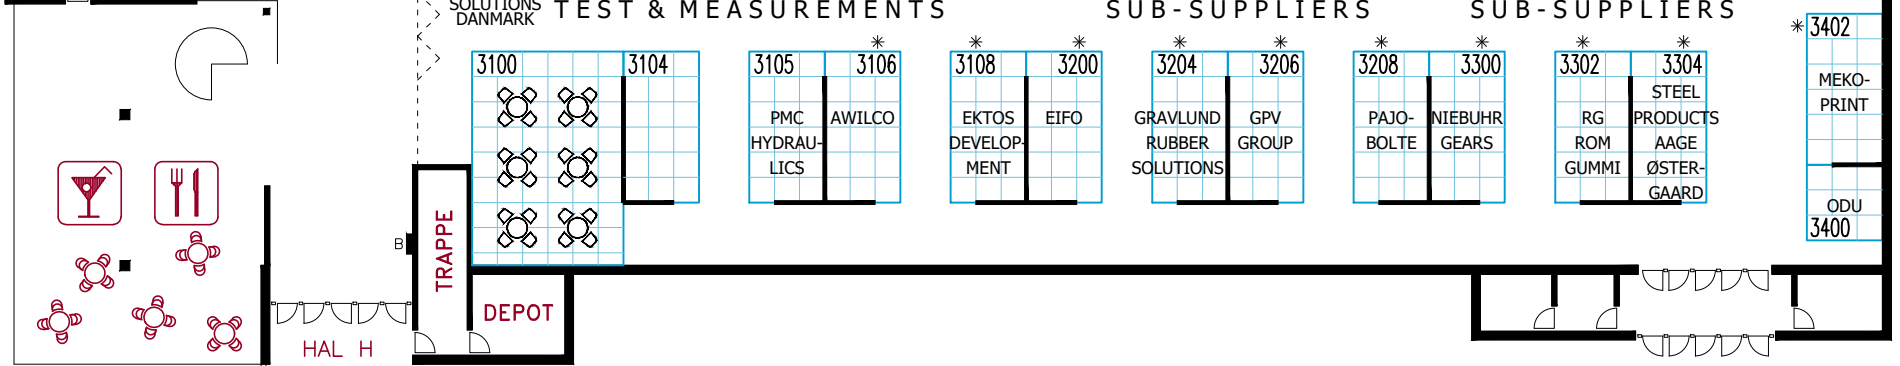 SOLUTIONS
DANMARK
TEST & MEASUREMENTS
SUB-SUPPLIERS
SUB-SUPPLIERS
3100
3104
3105
PMC
HYDRAU-
LICS
3106
AWILCO
3108
EKTOS
DEVELOP-
MENT
3200
EIFO
3204
GRAVLUND
RUBBER
SOLUTIONS
3206
GPV
GROUP
3208
PAJO-
BOLTE
3300
NIEBUHR
GEARS
3302
RG
ROM
GUMMI
3304
STEEL
PRODUCTS
AAGE
ØSTER-
GAARD
3402
MEKO-
PRINT
ODU
3400
B
TRAPPE
DEPOT
HAL H